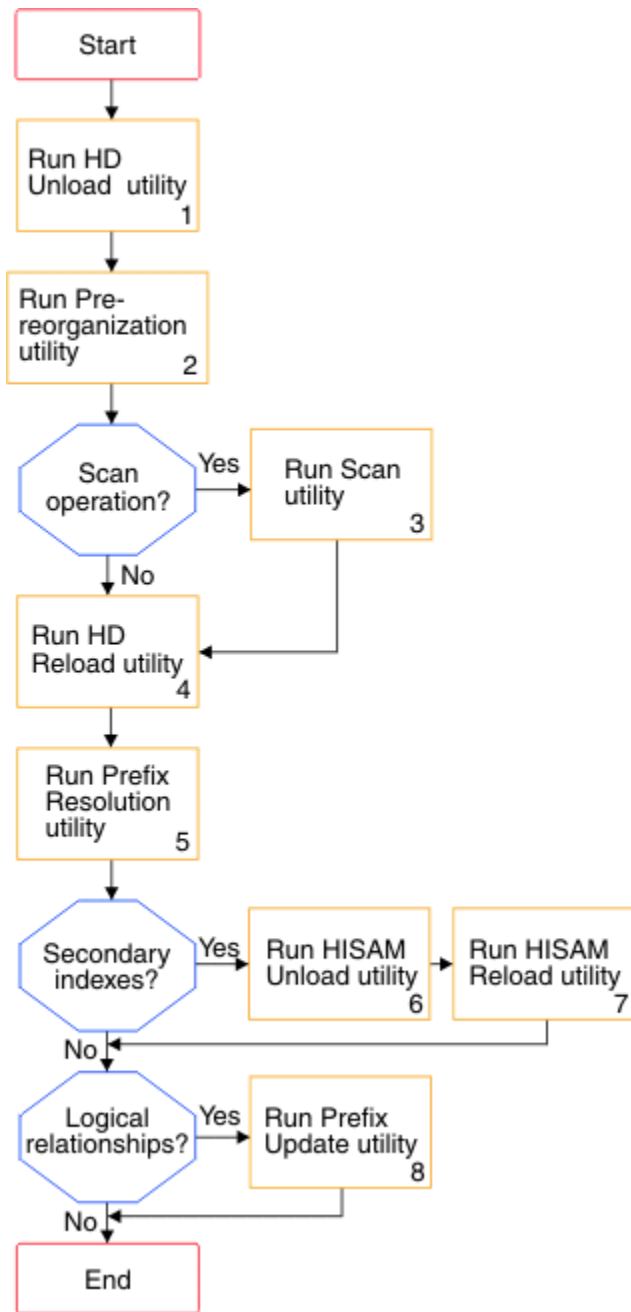 Start
Run HD
Unload utility
1
Run Pre-
reorganization
utility
2
Scan
operation?
Yes
Run Scan
utility
3
No
Run HD
Reload utility
4
Run Prefix
Resolution
utility
5
Secondary
indexes?
Yes
Run HISAM
Unload utility
6
Run HISAM
Reload utility
7
No
Logical
relationships?
Yes
Run Prefix
Update utility
8
No
End